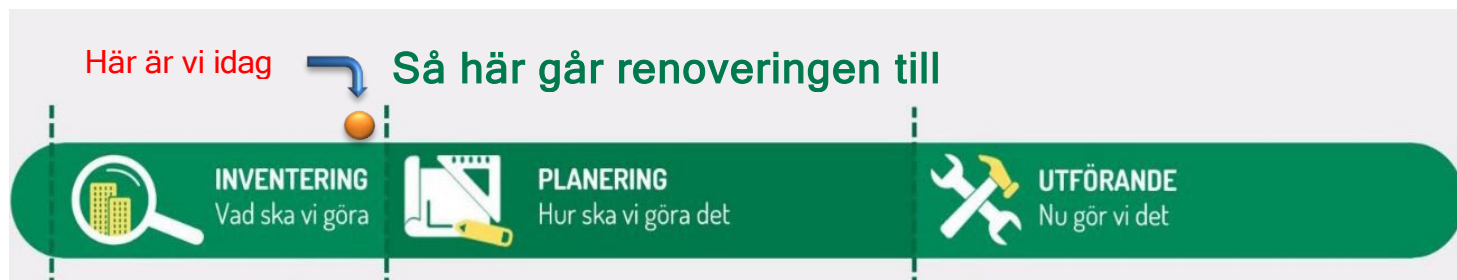 Här är vi idag
Så här går renoveringen till
INVENTERING
Vad ska vi göra
PLANERING
Hur ska vi göra det
UTFÖRANDE
Nu gör vi det